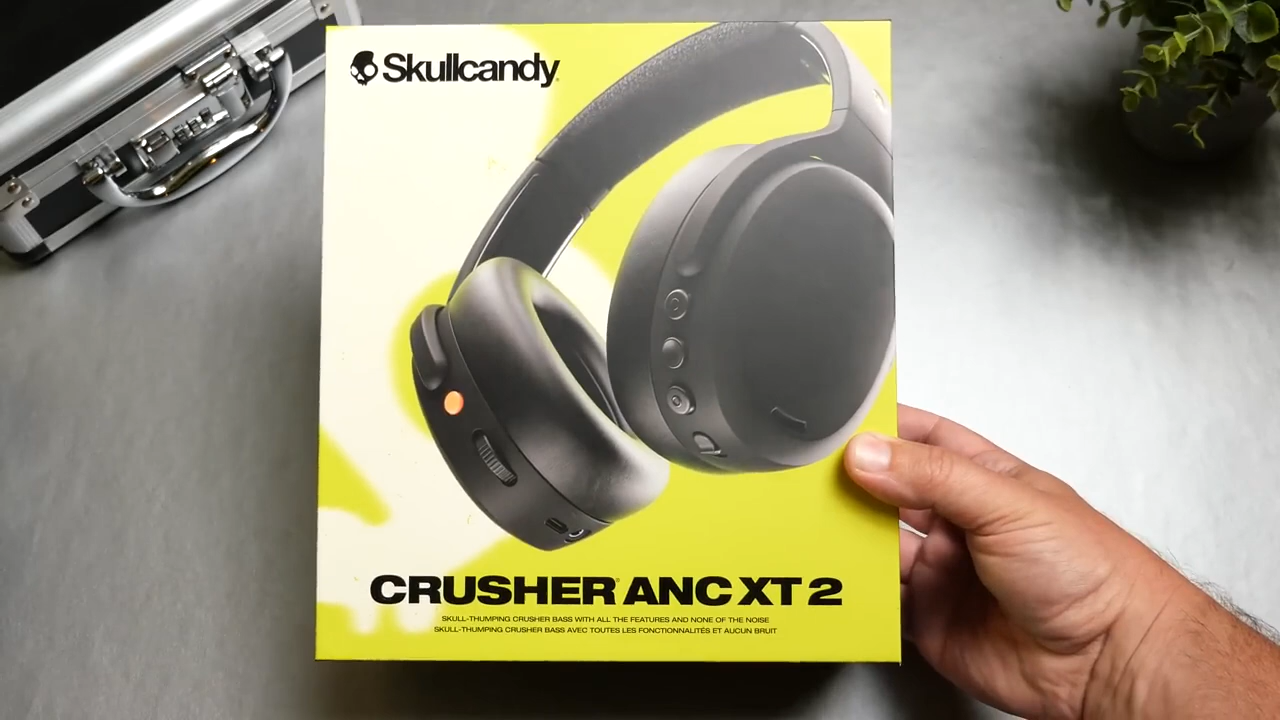 Skullcandy
CRUSHER® ANC XT 2
SKULL-THUMPING CRUSHER BASS WITH ALL THE FEATURES AND NONE OF THE NOISE
SKULL-THUMPING CRUSHER BASS AVEC TOUTES LES FONCTIONNALITÉS ET AUCUN BRUIT